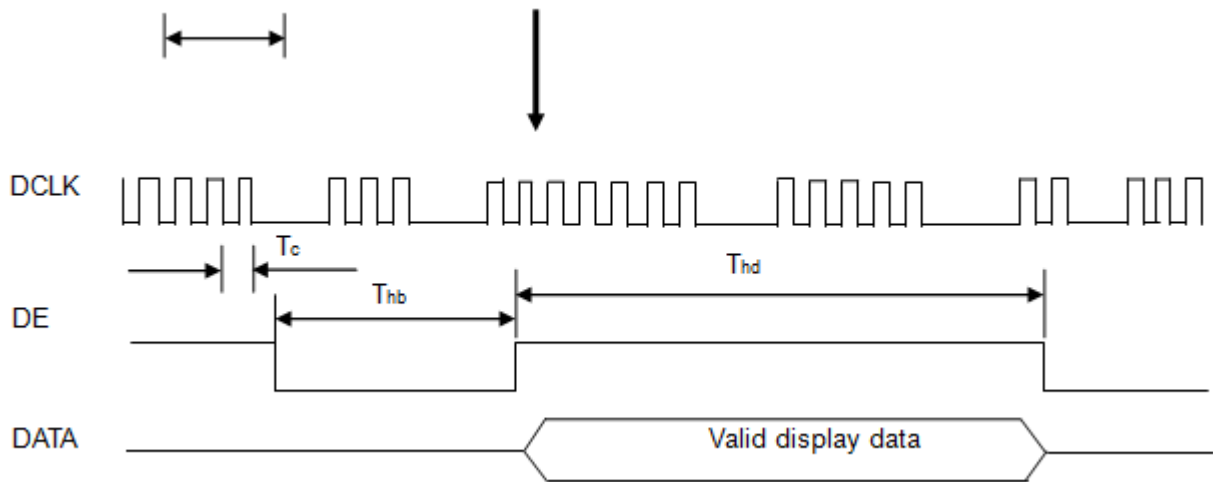 DCLK
Tc
Thd
Thb
DE
DATA
Valid display data